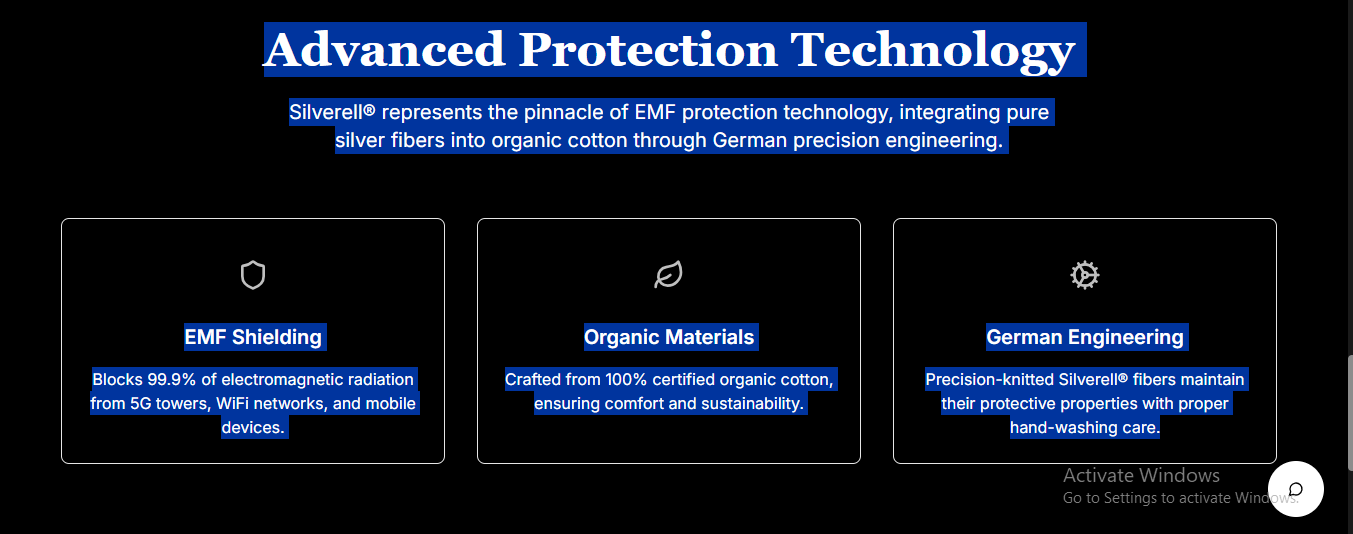 Advanced Protection Technology
Silverell® represents the pinnacle of EMF protection technology, integrating pure
silver fibers into organic cotton through German precision engineering.
EMF Shielding
Blocks 99.9% of electromagnetic radiation
from 5G towers, WiFi networks, and mobile
devices.
Organic Materials
Crafted from 100% certified organic cotton,
ensuring comfort and sustainability.
German Engineering
Precision-knitted Silverell® fibers maintain
their protective properties with proper
hand-washing care.
Activate Windows
Go to Settings to activate Windows.